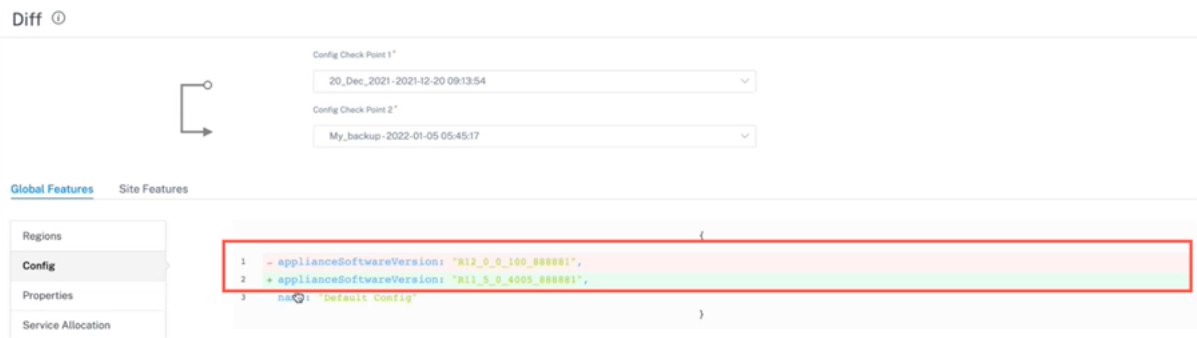 Diff
Config Check Point 1*
20_Dec_2021-2021-12-20 09:13:54
Config Check Point 2*
My_backup-2022-01-05 05:45:17
Global Features Site Features
Regions
Config
Properties
Service Allocation
{
1 - applianceSoftwareVersion: "R12_0_0_100_888881",
2 + applianceSoftwareVersion: "R11_5_0_4005_888881",
3 "Default Config"
}